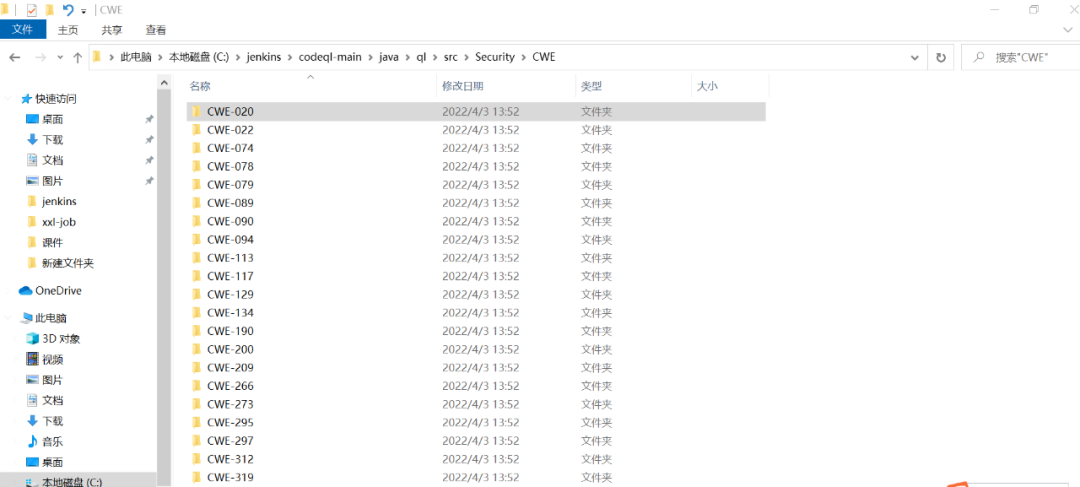 CWE
文件 主页 共享 查看
此电脑 本地磁盘 (C:) jenkins codeql-main java ql src Security CWE 搜索"CWE"
名称 修改日期 类型 大小
快速访问
桌面
下载
文档
图片
jenkins
xxl-job
课件
新建文件夹
OneDrive
此电脑
3D 对象
视频
图片
文档
下载
音乐
桌面
本地磁盘 (C:)
CWE-020 2022/4/3 13:52 文件夹
CWE-022 2022/4/3 13:52 文件夹
CWE-074 2022/4/3 13:52 文件夹
CWE-078 2022/4/3 13:52 文件夹
CWE-079 2022/4/3 13:52 文件夹
CWE-089 2022/4/3 13:52 文件夹
CWE-090 2022/4/3 13:52 文件夹
CWE-094 2022/4/3 13:52 文件夹
CWE-113 2022/4/3 13:52 文件夹
CWE-117 2022/4/3 13:52 文件夹
CWE-129 2022/4/3 13:52 文件夹
CWE-134 2022/4/3 13:52 文件夹
CWE-190 2022/4/3 13:52 文件夹
CWE-200 2022/4/3 13:52 文件夹
CWE-209 2022/4/3 13:52 文件夹
CWE-266 2022/4/3 13:52 文件夹
CWE-273 2022/4/3 13:52 文件夹
CWE-295 2022/4/3 13:52 文件夹
CWE-297 2022/4/3 13:52 文件夹
CWE-312 2022/4/3 13:52 文件夹
CWE-319 2022/4/3 13:52 文件夹